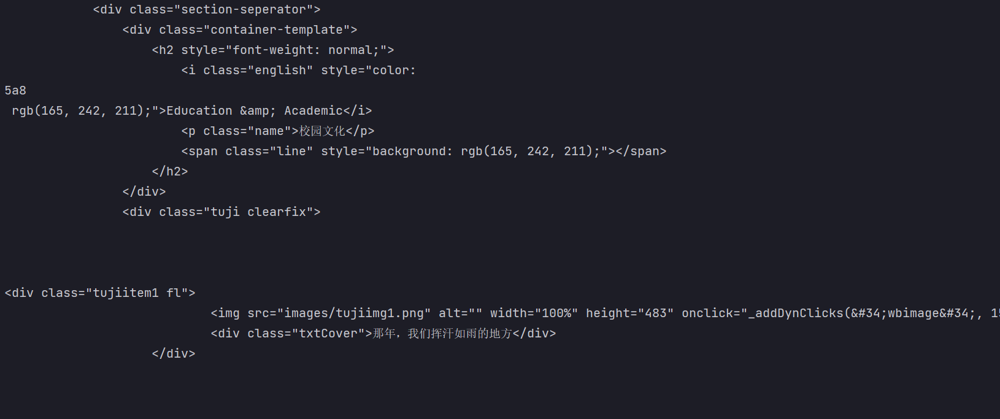 <div class="section-seperator">
<div class="container-template">
<h2 style="font-weight: normal;">
<i class="english" style="color:
5a8
rgb(165, 242, 211);">Education &amp; Academic</i>
<p class="name">校园文化</p>
<span class="line" style="background: rgb(165, 242, 211);"></span>
</h2>
</div>
<div class="tuji clearfix">
<div class="tujiitem1 fl">
<img src="images/tujiimg1.png" alt="" width="100%" height="483" onclick="_addDynClicks(&#34;wbimage&#34;, 15
<div class="txtCover">那年，我们挥汗如雨的地方</div>
</div>